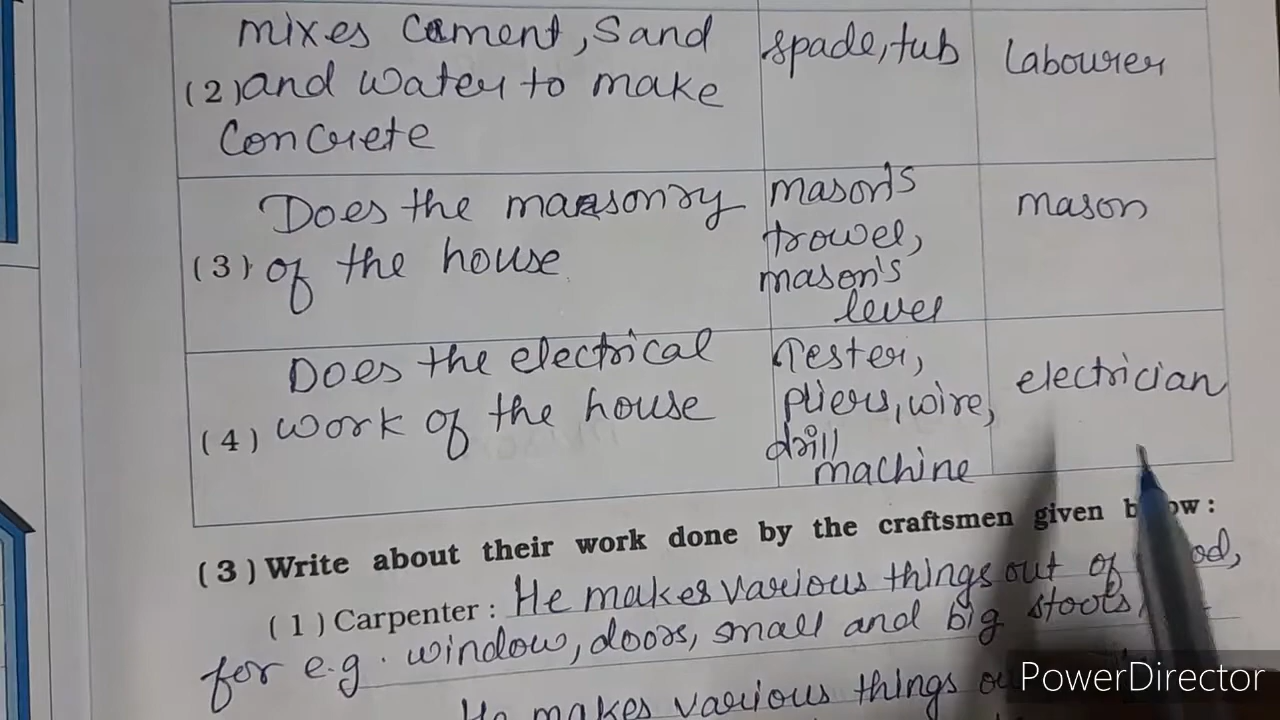 mixes cement, sand
(2) and water to make
concrete
spade, tub
labourer
Does the masonry
(3) of the house
mason's
trowel,
mason's
level
mason
Does the electrical
(4) work of the house
Tester,
pliers, wire,
drill
machine
electrician
(3) Write about their work done by the craftsmen given below:
(1) Carpenter: He makes various things out of
for e.g. window, doors, small and big stools,
He makes various things
PowerDirector